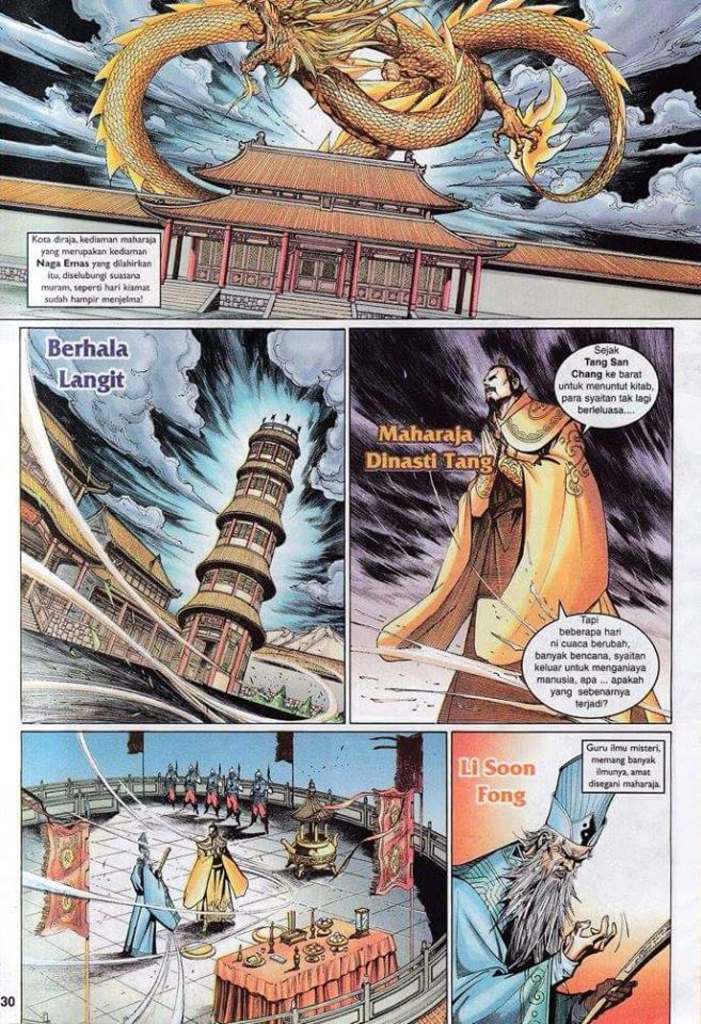 Kota diraja, kediaman maharaja
yang merupakan kediaman
Naga Emas yang dilahirkan
itu, diselubungi suasana
muram, seperti hari kiamat
sudah hampir menjelma!
Berhala
Langit
Sejak
Tang San
Chang ke barat
untuk menuntut kitab,
para syaitan tak lagi
berleluasa....
Maharaja
Dinasti Tang
Tapi
beberapa hari
ni cuaca berubah,
banyak bencana, syaitan
keluar untuk menganiaya
manusia, apa ... apakah
yang sebenarnya
terjadi?
Guru ilmu misteri,
memang banyak
ilmunya, amat
disegani maharaja.
Li Soon
Fong
30